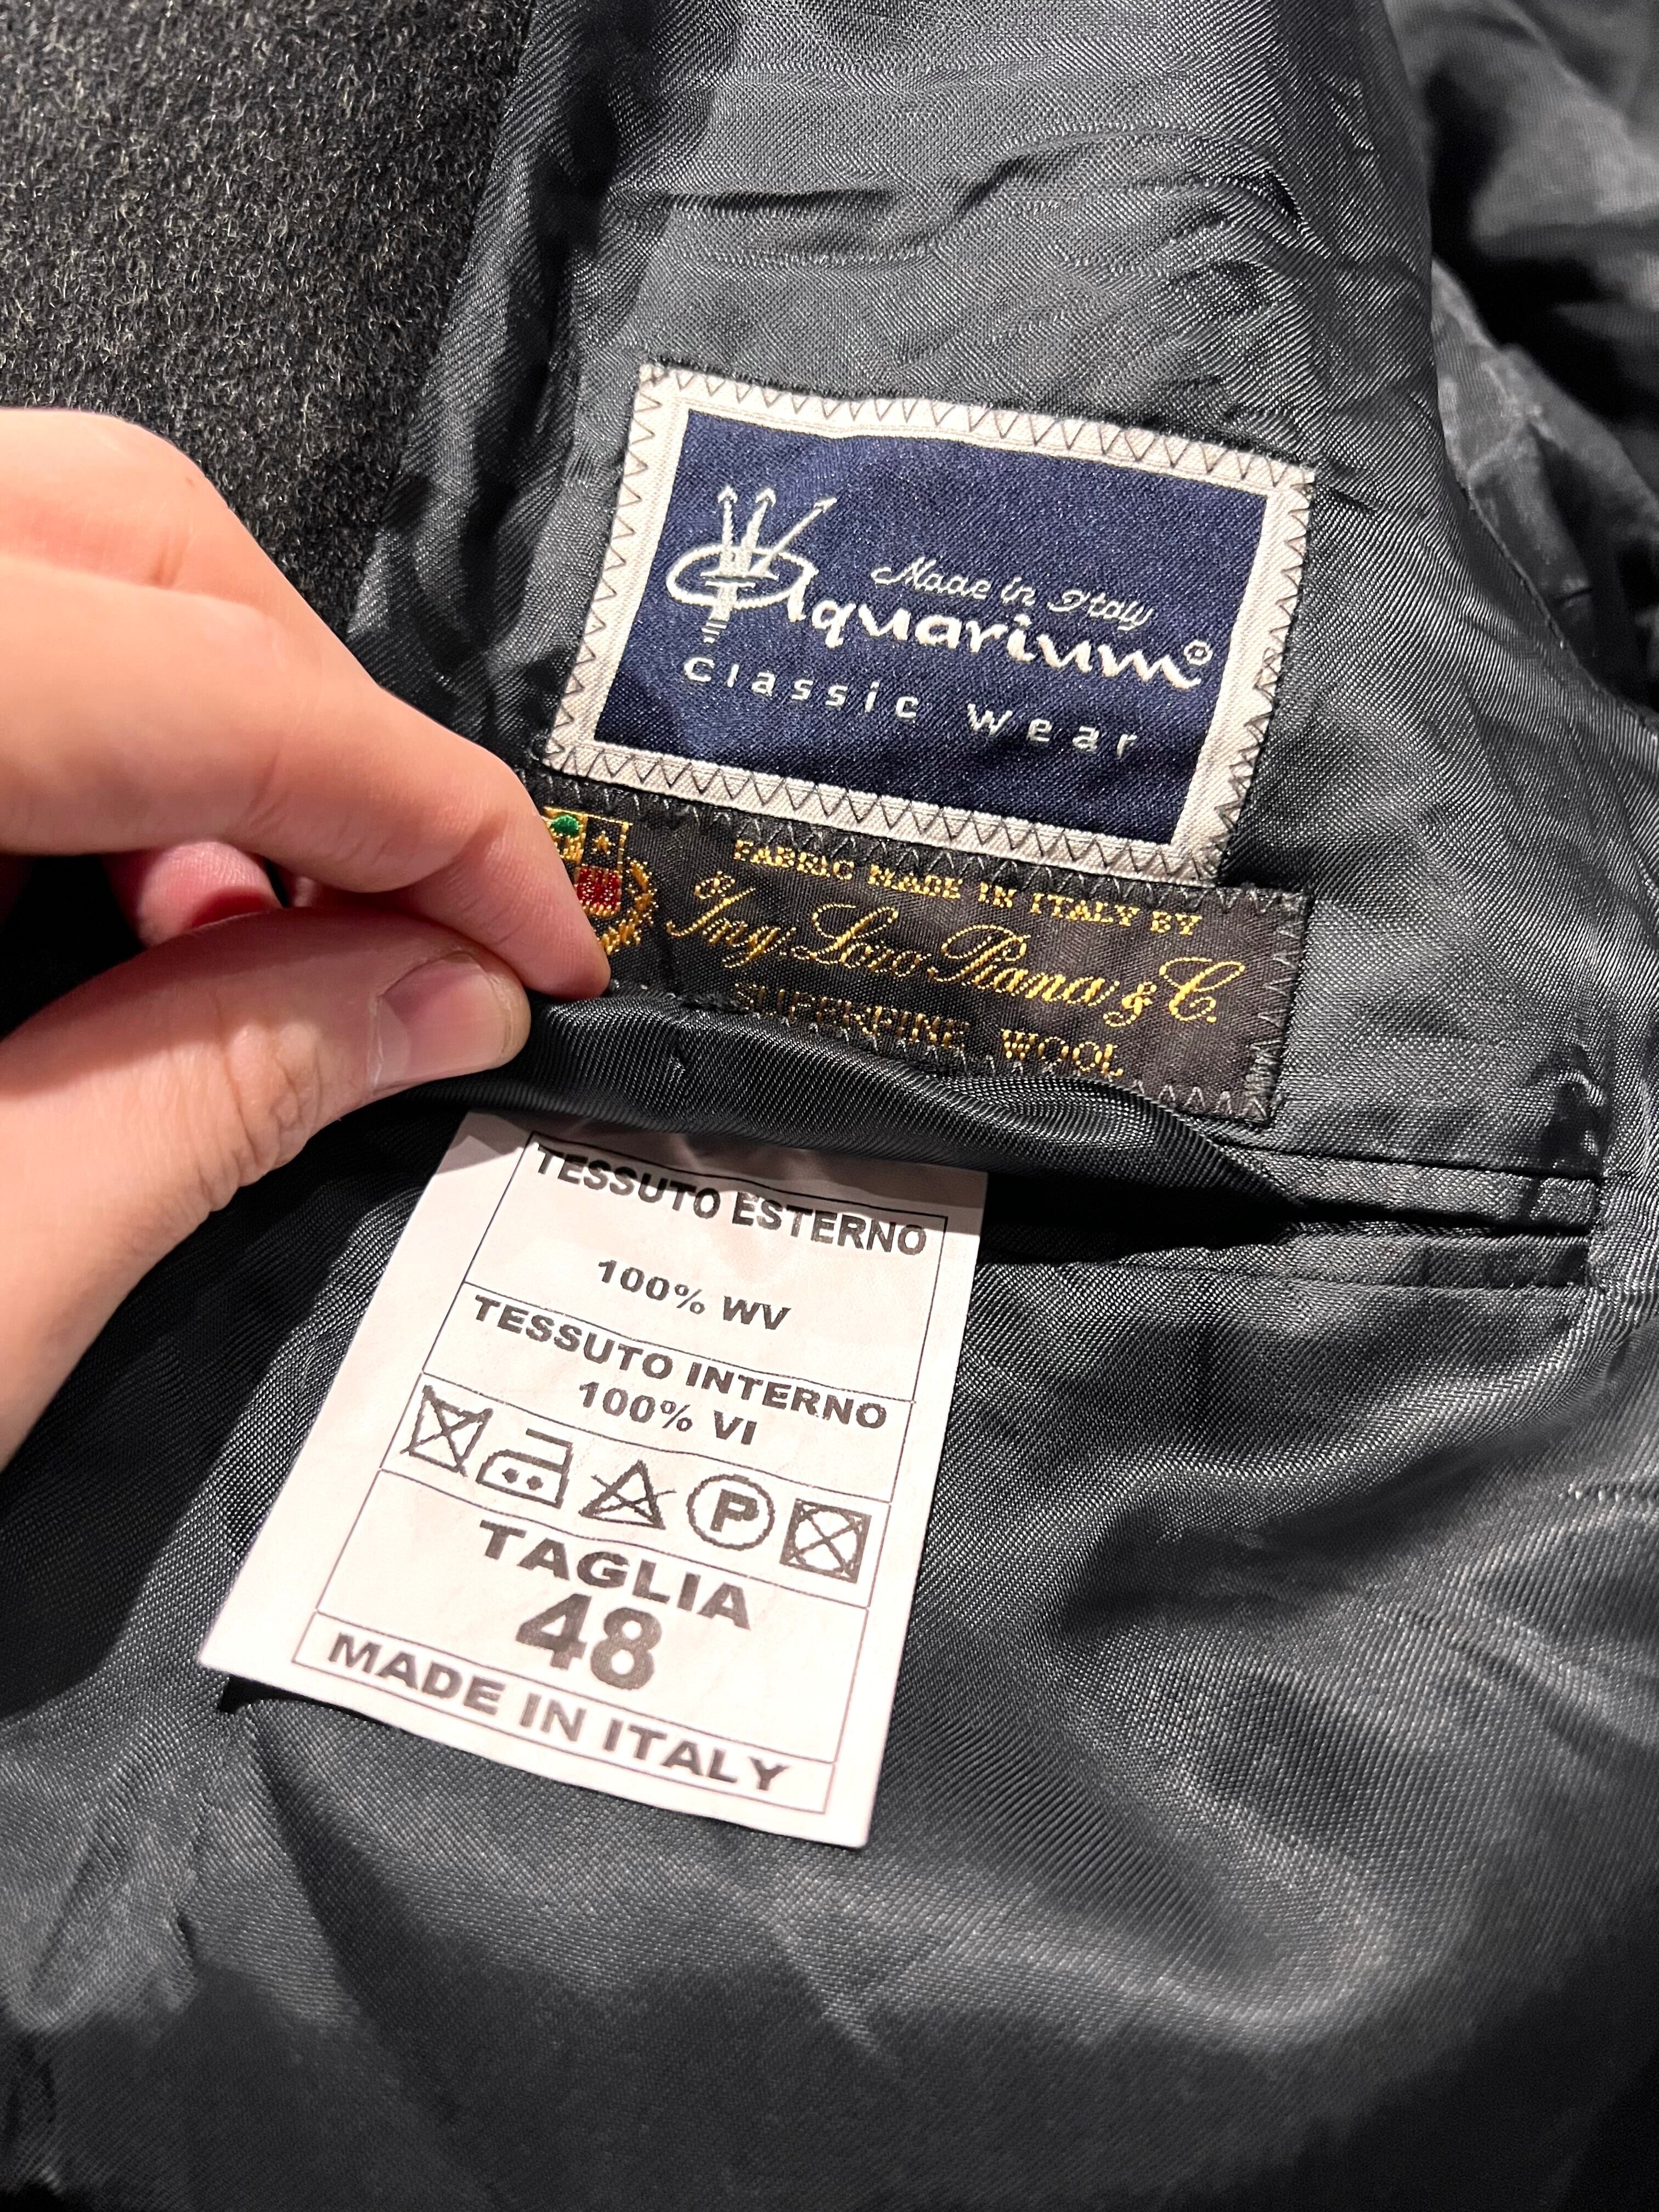 Made in Italy
Aquarium®
Classic wear
FABRIC MADE IN ITALY BY
Ing. Loro Piana & C.
SUPERFINE WOOL
TESSUTO ESTERNO
100% WV
TESSUTO INTERNO
100% VI
P
TAGLIA
48
MADE IN ITALY